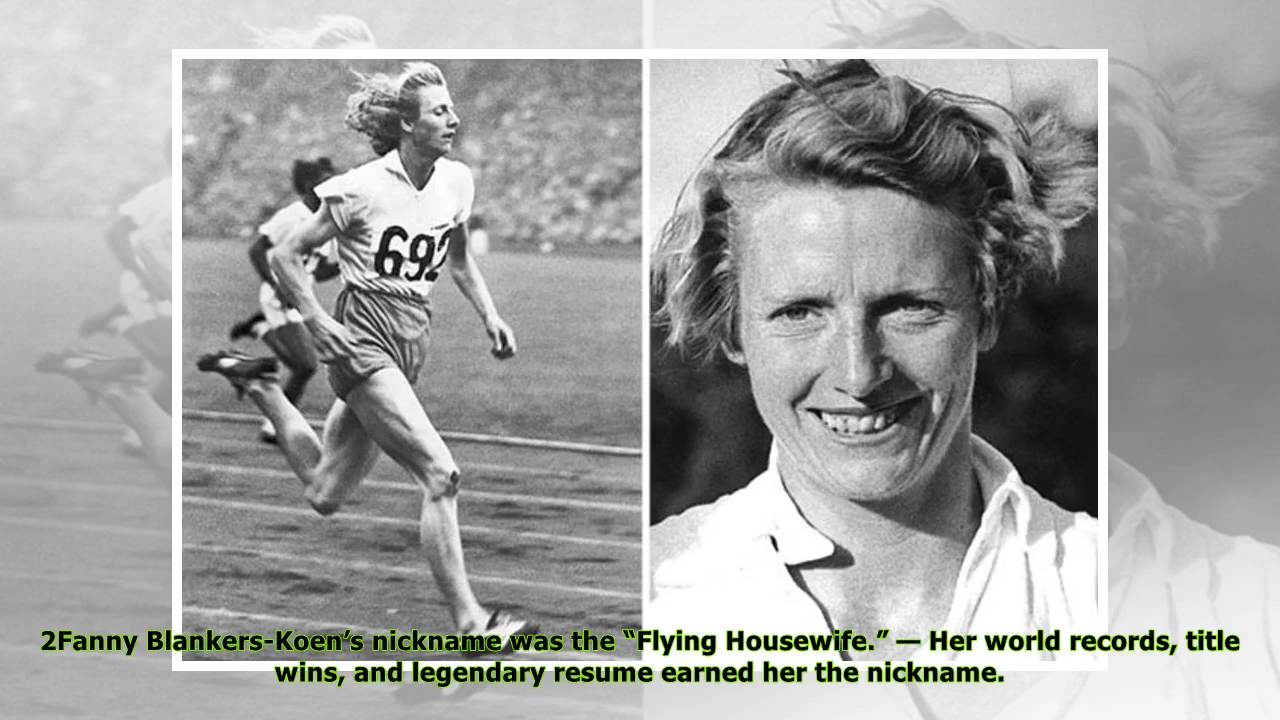 692
2Fanny Blankers-Koen’s nickname was the “Flying Housewife.” — Her world records, title
wins, and legendary resume earned her the nickname.